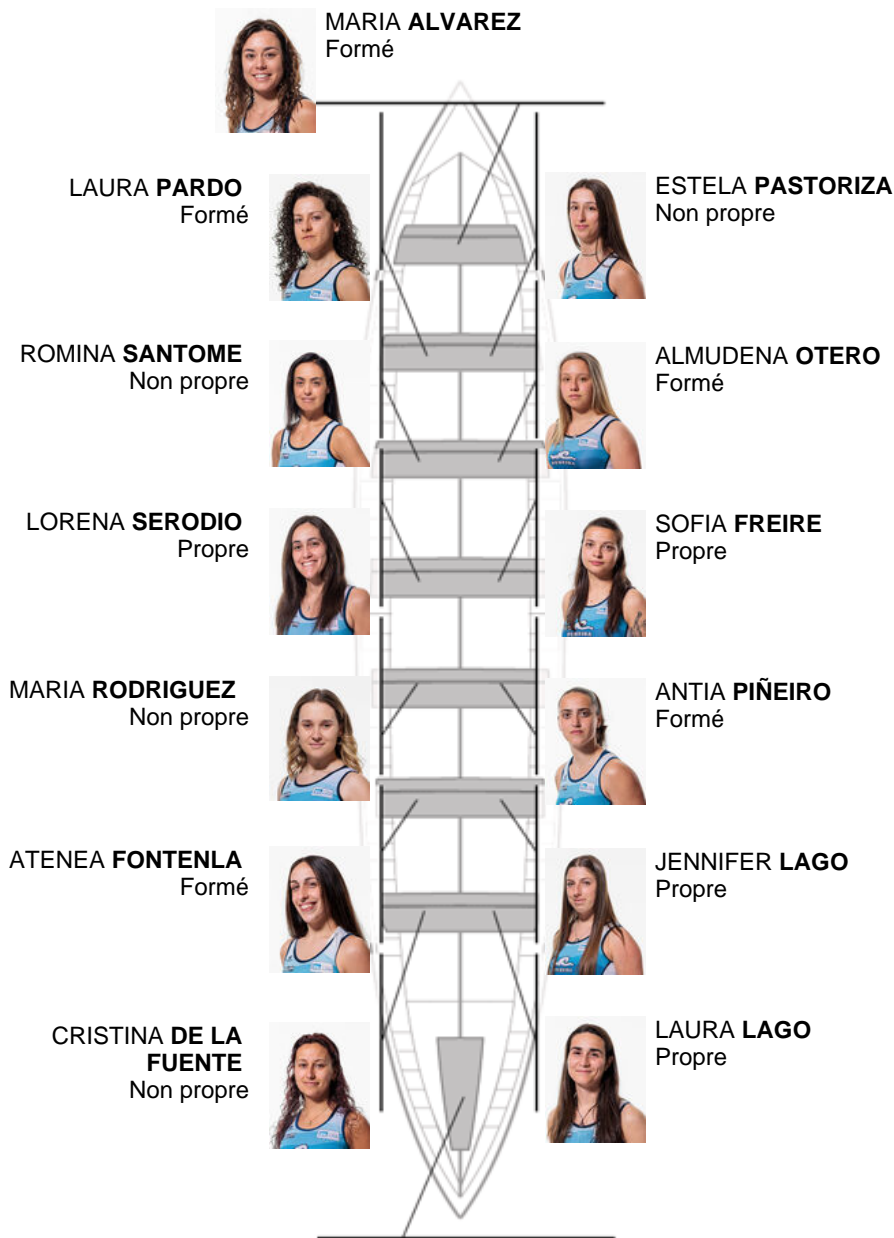 MARIA ALVAREZ
Formé
LAURA PARDO
Formé
ESTELA PASTORIZA
Non propre
ROMINA SANTOME
Non propre
ALMUDENA OTERO
Formé
LORENA SERODIO
Propre
SOFIA FREIRE
Propre
MARIA RODRIGUEZ
Non propre
ANTIA PIÑEIRO
Formé
ATENEA FONTENLA
Formé
JENNIFER LAGO
Propre
CRISTINA DE LA
FUENTE
Non propre
LAURA LAGO
Propre